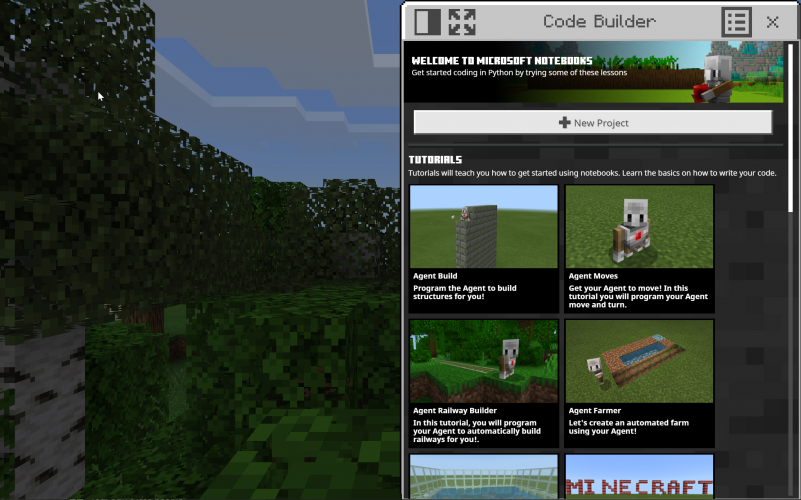 Code Builder
WELCOME TO MICROSOFT NOTEBOOKS
Get started coding in Python by trying some of these lessons
New Project
TUTORIALS
Tutorials will teach you how to get started using notebooks. Learn the basics on how to write your code.
Agent Build
Program the Agent to build
structures for you!
Agent Moves
Get your Agent to move! In this
tutorial you will program your Agent
move and turn.
Agent Railway Builder
In this tutorial, you will program
your Agent to automatically build
railways for you!.
Agent Farmer
Let's create an automated farm
using your Agent!
MINECRAFT